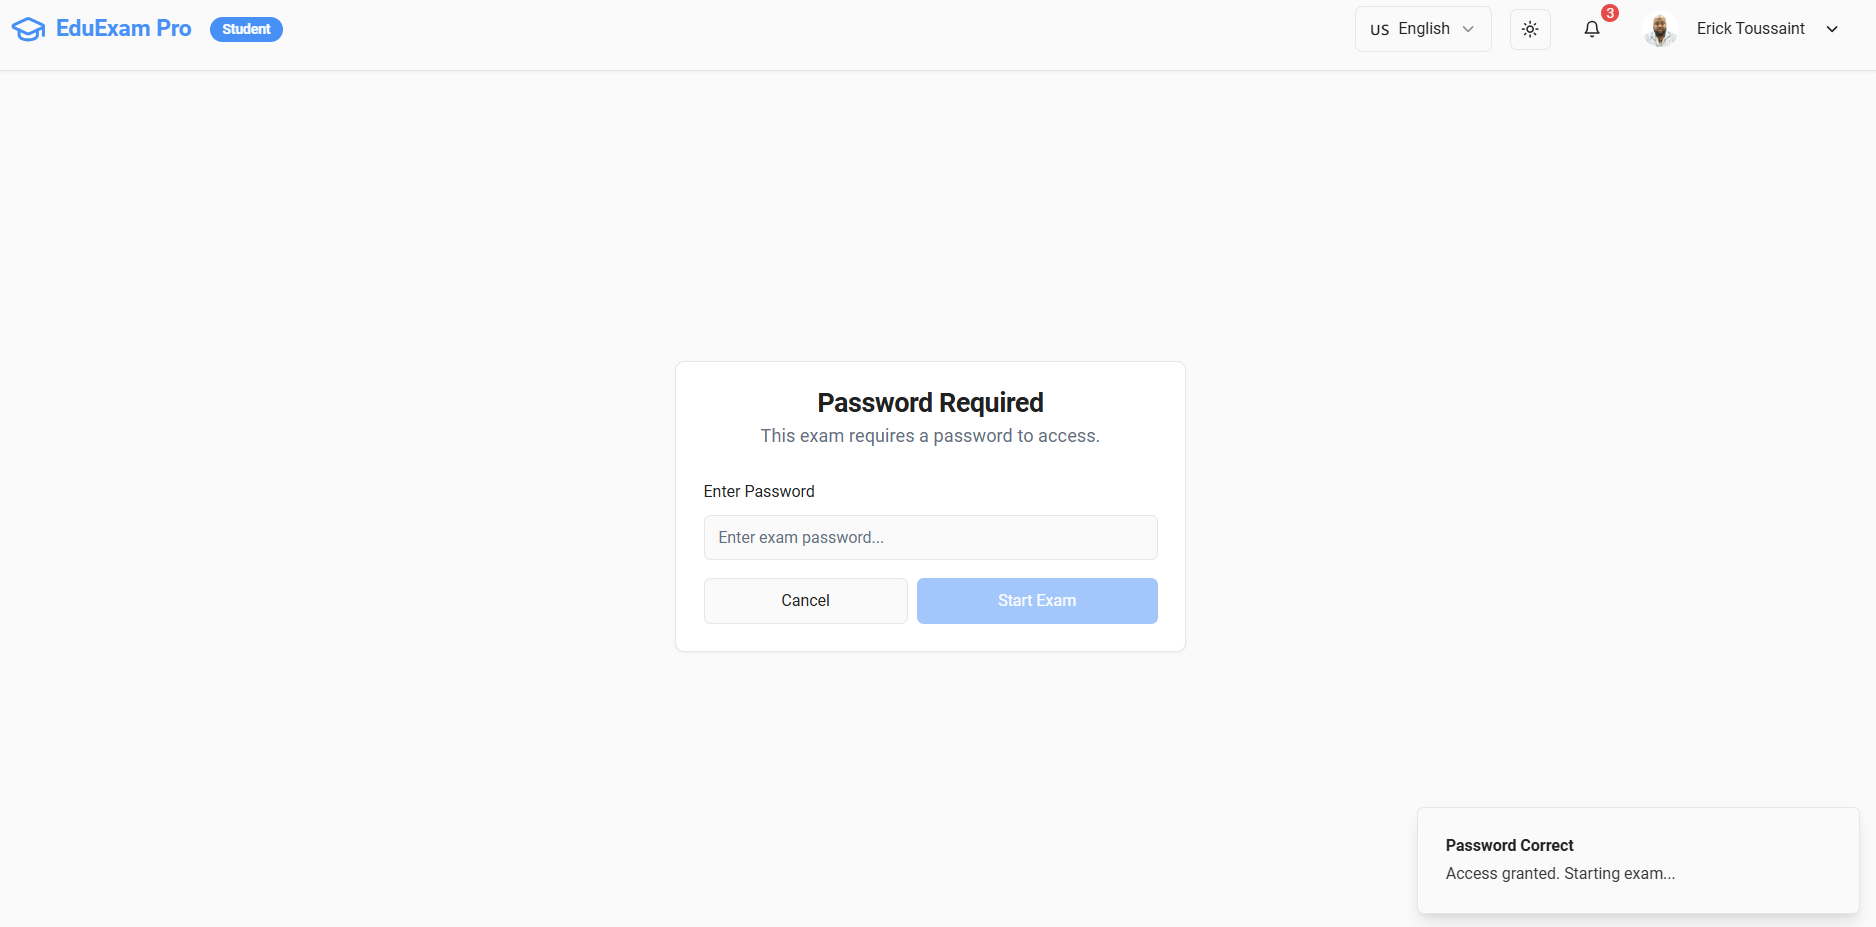 EduExam Pro
Student
US English
3
Erick Toussaint
Password Required
This exam requires a password to access.
Enter Password
Enter exam password...
Cancel
Start Exam
Password Correct
Access granted. Starting exam...